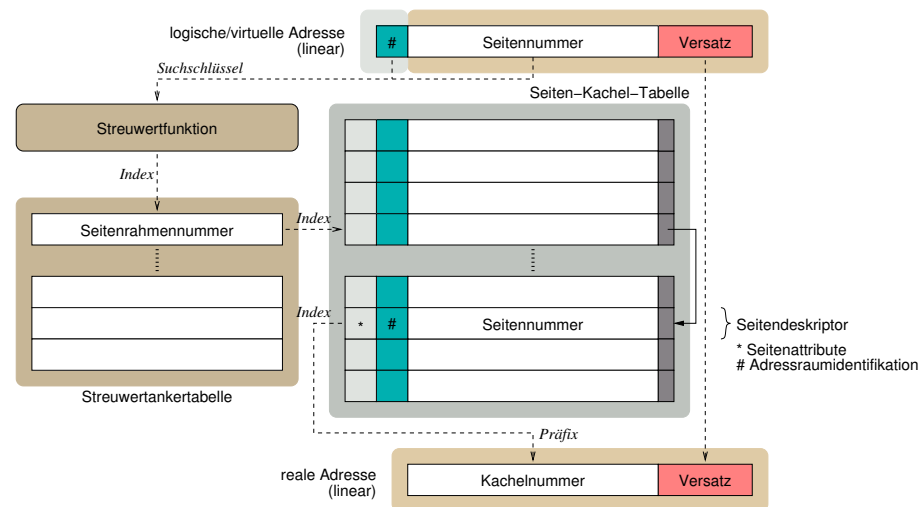 logische/virtuelle Adresse
(linear)
#
Seitennummer
Versatz
Suchschlüssel
Seiten-Kachel-Tabelle
Streuwertfunktion
Index
Seitenrahmennummer
Index
Index
*
#
Seitennummer
Seitendeskriptor
* Seitenattribute
# Adressraumidentifikation
Streuwertankertabelle
Präfix
reale Adresse
(linear)
Kachelnummer
Versatz